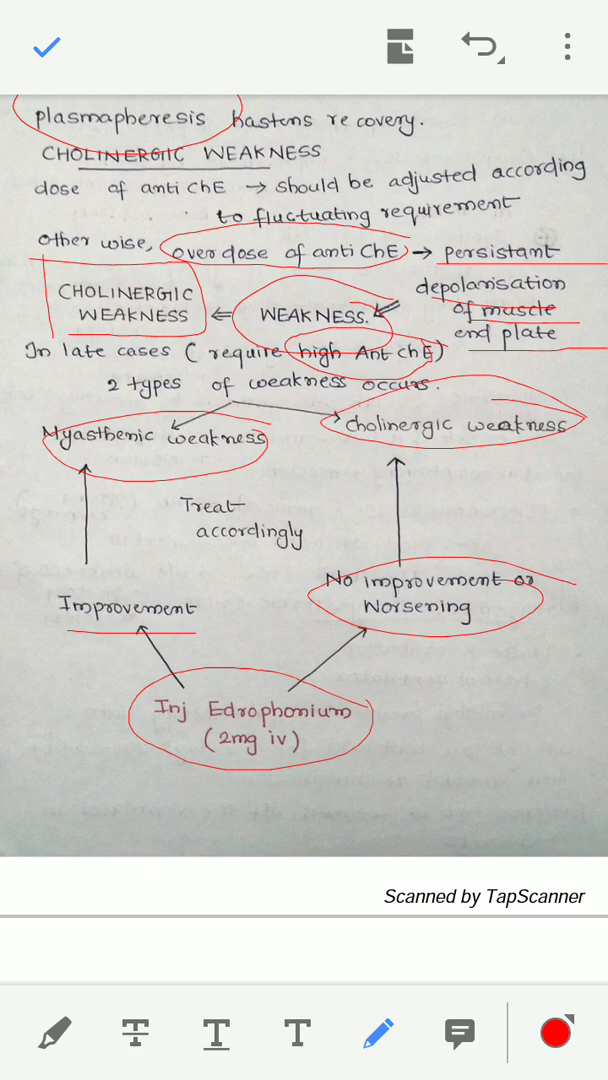 plasmapheresis hastens recovery.
CHOLINERGIC WEAKNESS
dose of anti ChE → should be adjusted according
to fluctuating requirement
other wise, over dose of anti ChE → persistant
depolarisation
of muscle
end plate
CHOLINERGIC
WEAKNESS ⇐ WEAKNESS.
In late cases ( require high Ant ChE)
2 types of weakness occurs.
Myasthenic weakness
cholinergic weakness
Treat
accordingly
Improvement
No improvement or
Worsening
Inj Edrophonium
(2mg iv)
Scanned by TapScanner
T T T